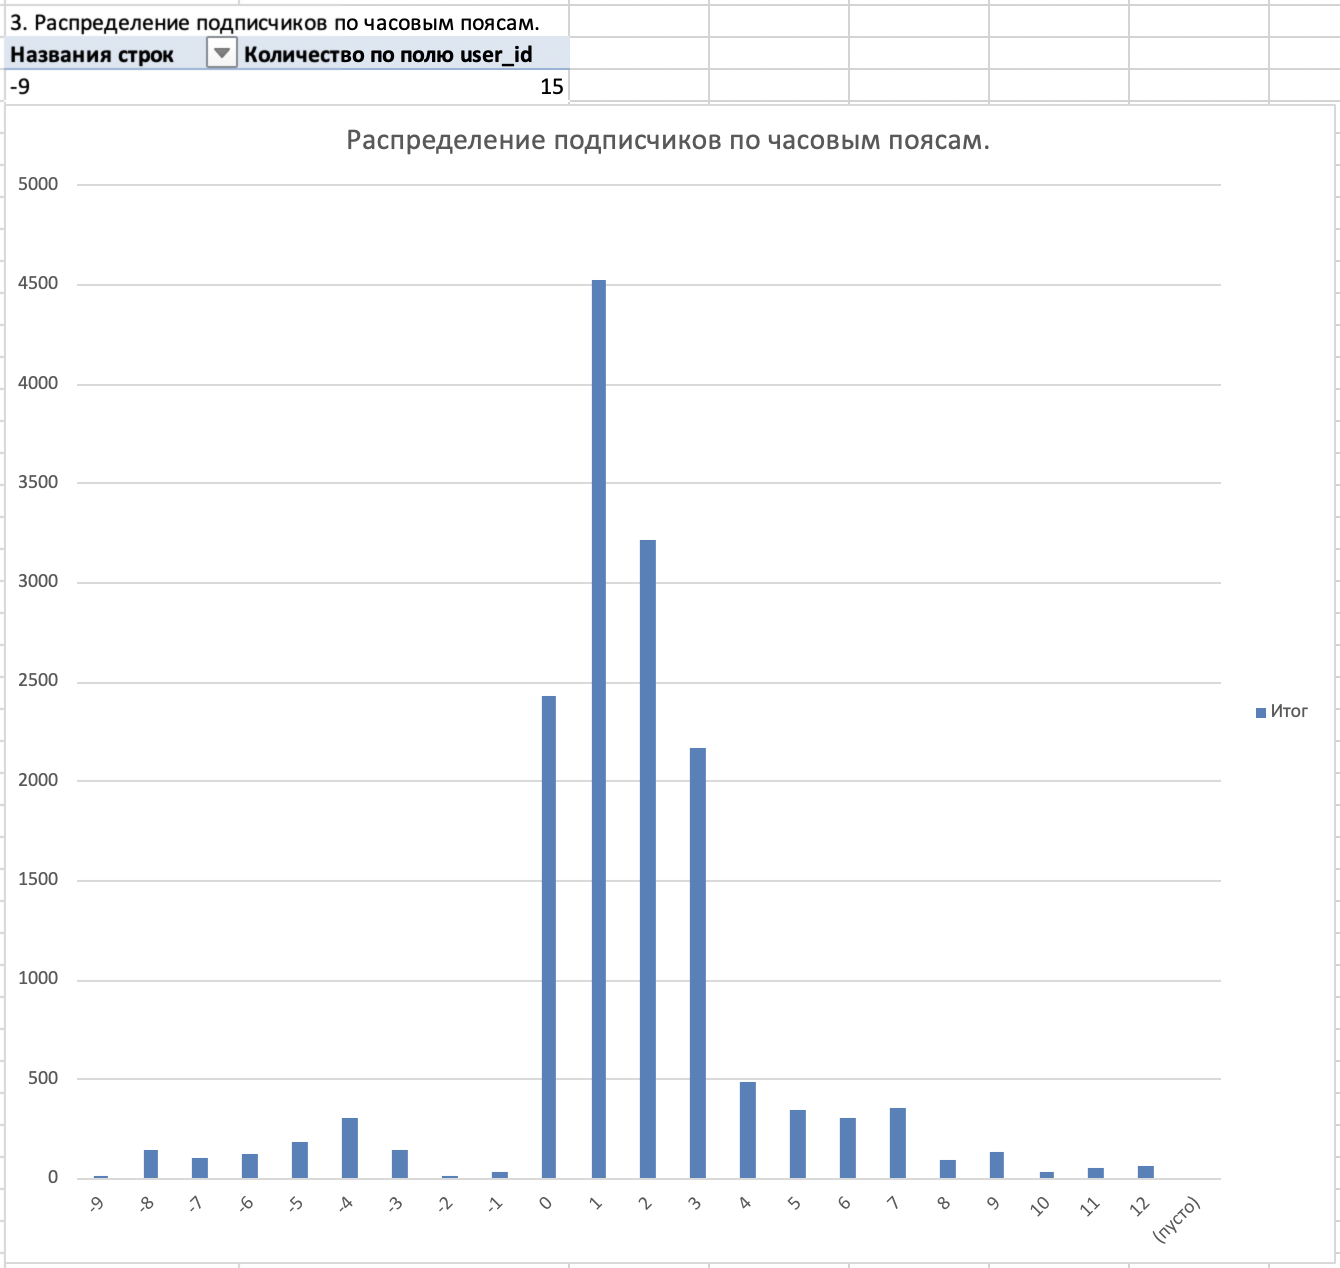 3. Распределение подписчиков по часовым поясам.
Названия строк Количество по полю user_id
-9 15
Распределение подписчиков по часовым поясам.
5000
4500
4000
3500
3000
2500
2000
1500
1000
500
0
Итог
-9 -8 -7 -6 -5 -4 -3 -2 -1 0 1 2 3 4 5 6 7 8 9 10 11 12 (пусто)